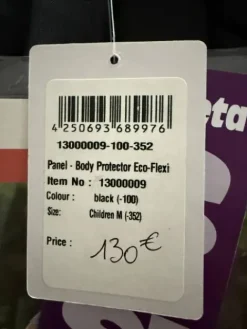 4 250693 689976
13000009-100-352
Panel - Body Protector Eco-Flexi
Item No : 13000009
Colour : black (-100)
Size: Children M (-352)
Price : 130€
eta